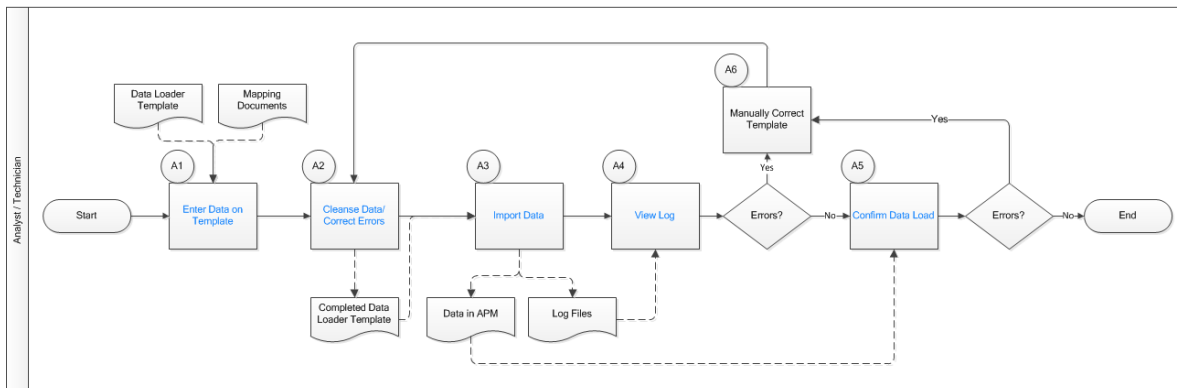 Analyst / Technician
Data Loader
Template
Mapping
Documents
A1
A2
A3
A4
A5
A6
Start
Enter Data on
Template
Cleanse Data/
Correct Errors
Import Data
View Log
Errors?
Yes
No
Manually Correct
Template
Confirm Data Load
Errors?
Yes
No
End
Completed Data
Loader Template
Data in APM
Log Files